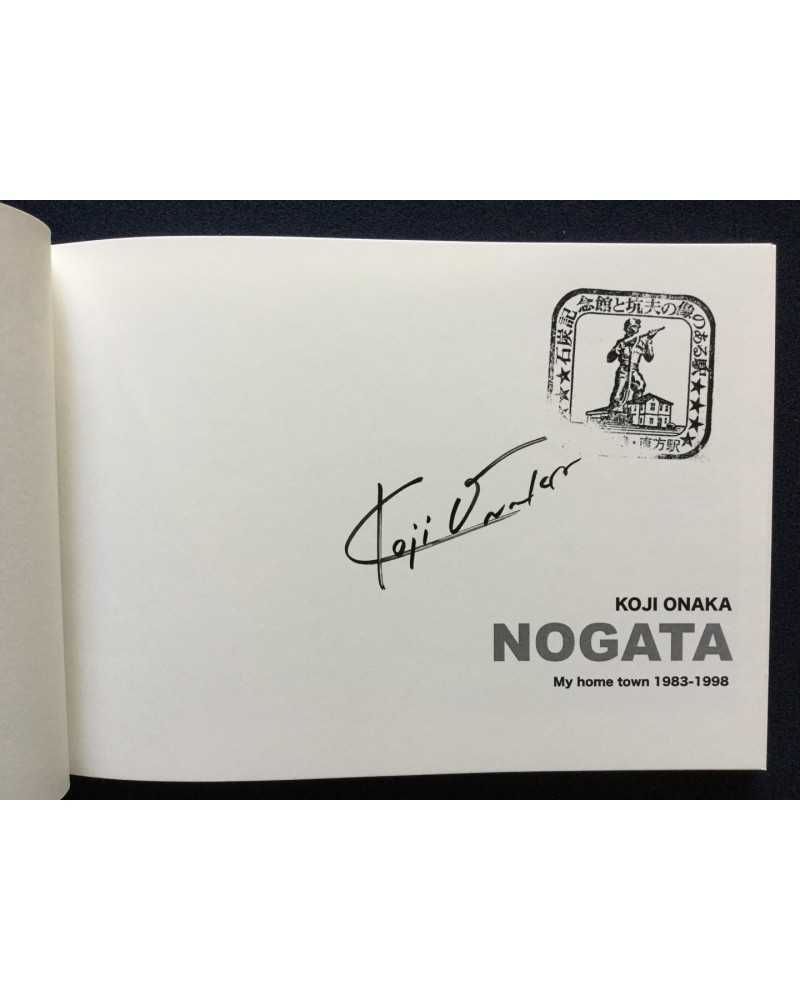 石炭記念館と坑夫の像のある駅
・直方駅
Koji Onaka
KOJI ONAKA
NOGATA
My home town 1983-1998